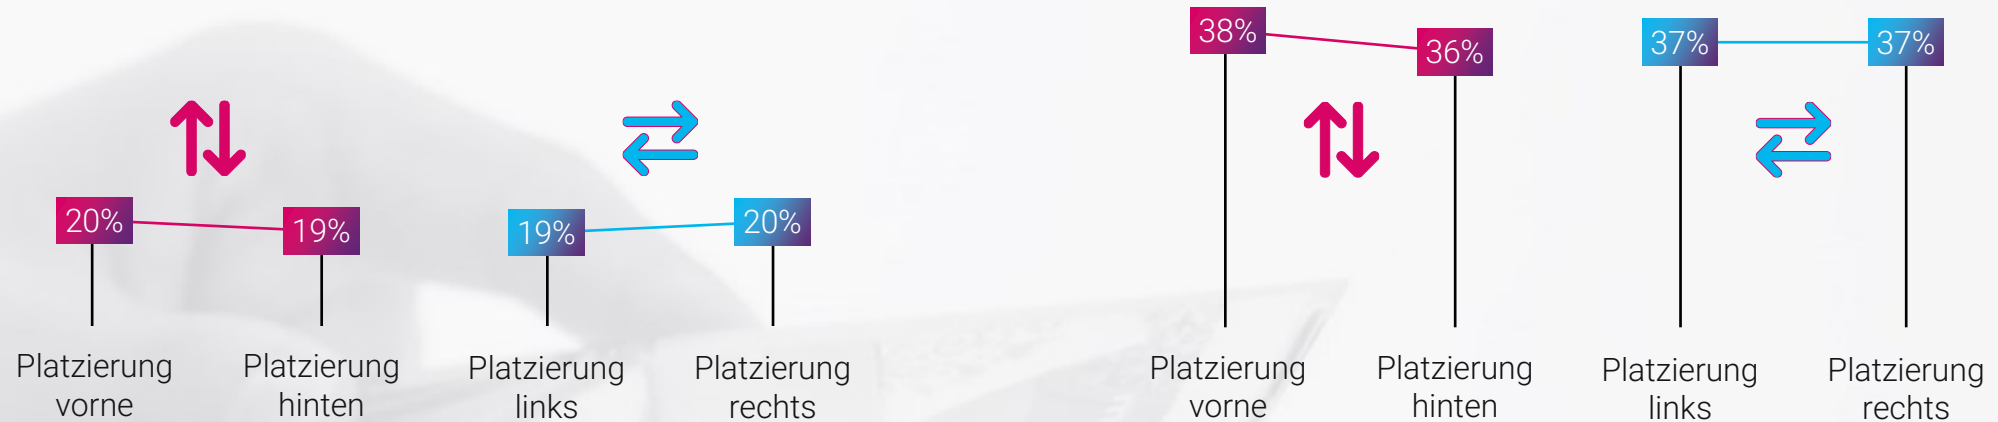 38%
36%
37%
37%
20%
19%
19%
20%
Platzierung
vorne
Platzierung
hinten
Platzierung
links
Platzierung
rechts
Platzierung
vorne
Platzierung
hinten
Platzierung
links
Platzierung
rechts